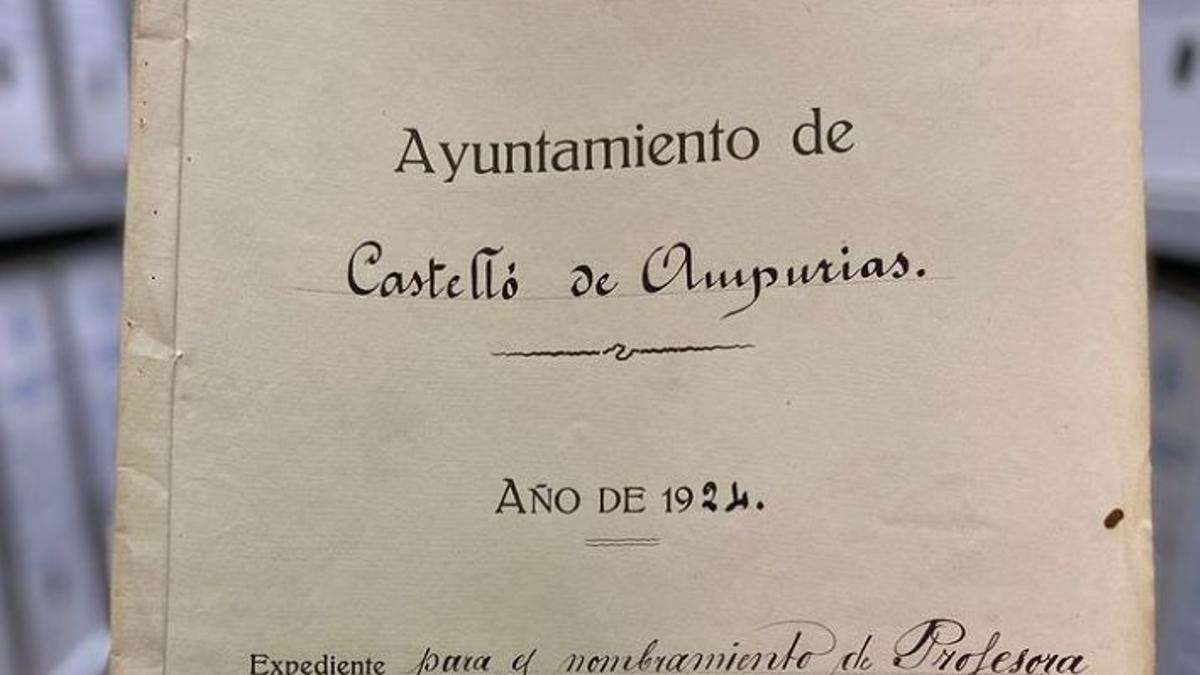 Ayuntamiento de
Castelló de Ampurias.
AÑO DE 1924.
Expediente para el nombramiento de Profesora